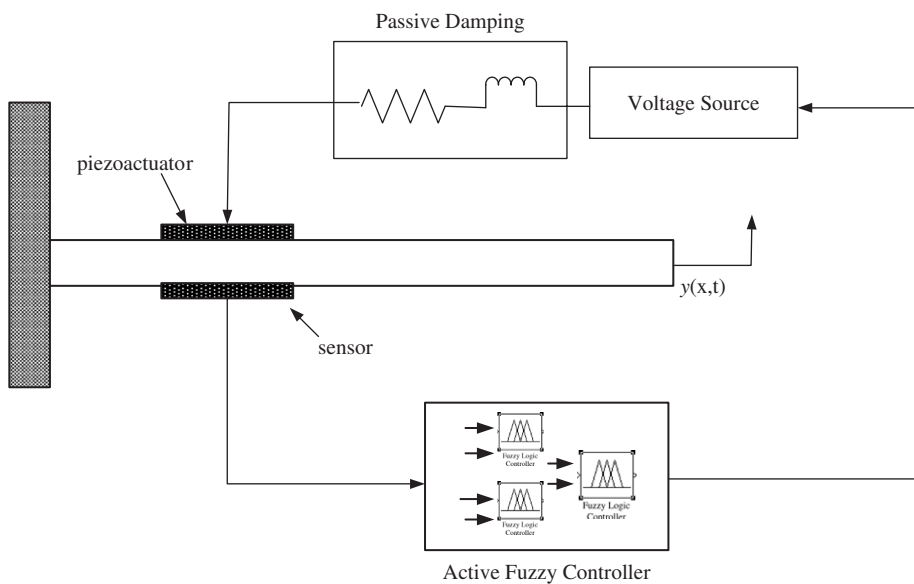 Passive Damping
Voltage Source
piezoactuator
y(x,t)
sensor
Fuzzy Logic
Controller
Fuzzy Logic
Controller
Fuzzy Logic
Controller
Active Fuzzy Controller